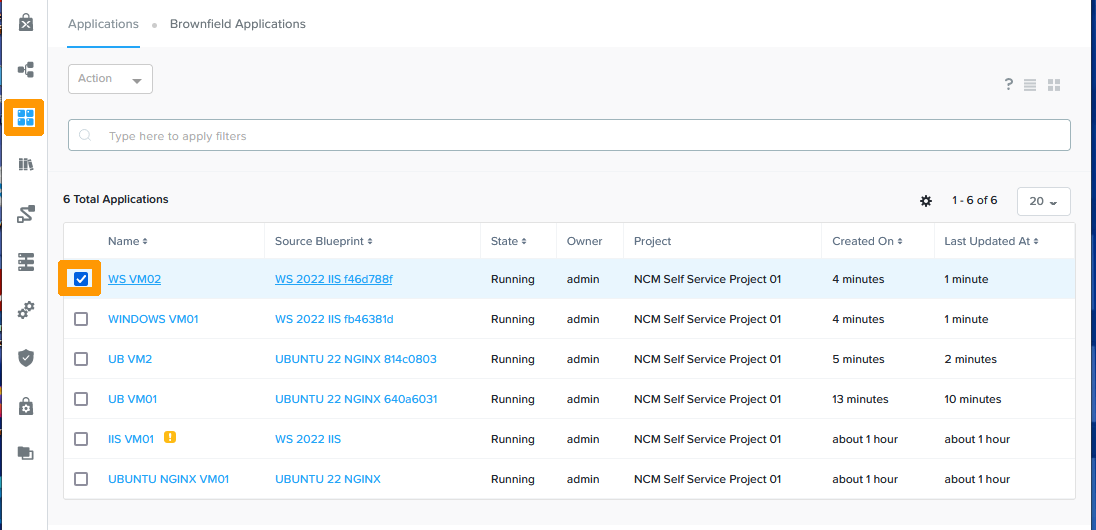 Applications Brownfield Applications
Action
?
Type here to apply filters
6 Total Applications 1 - 6 of 6 20
Name Source Blueprint State Owner Project Created On Last Updated At
WS VM02 WS 2022 IIS f46d788f Running admin NCM Self Service Project 01 4 minutes 1 minute
WINDOWS VM01 WS 2022 IIS fb46381d Running admin NCM Self Service Project 01 4 minutes 1 minute
UB VM2 UBUNTU 22 NGINX 814c0803 Running admin NCM Self Service Project 01 5 minutes 2 minutes
UB VM01 UBUNTU 22 NGINX 640a6031 Running admin NCM Self Service Project 01 13 minutes 10 minutes
IIS VM01 ! WS 2022 IIS Running admin NCM Self Service Project 01 about 1 hour about 1 hour
UBUNTU NGINX VM01 UBUNTU 22 NGINX Running admin NCM Self Service Project 01 about 1 hour about 1 hour